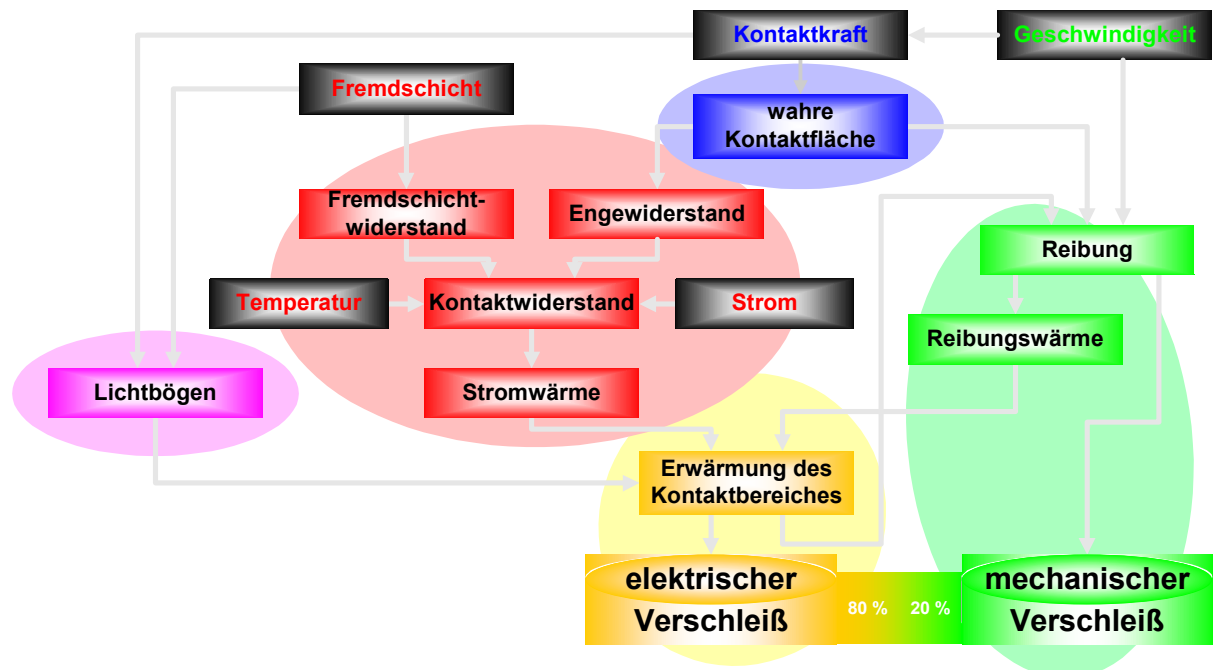 Kontaktkraft
Geschwindigkeit
Fremdschicht
wahre
Kontaktfläche
Fremdschicht-
widerstand
Engewiderstand
Reibung
Temperatur
Kontaktwiderstand
Strom
Reibungswärme
Lichtbögen
Stromwärme
Erwärmung des
Kontaktbereiches
elektrischer
Verschleiß
80 %
20 %
mechanischer
Verschleiß